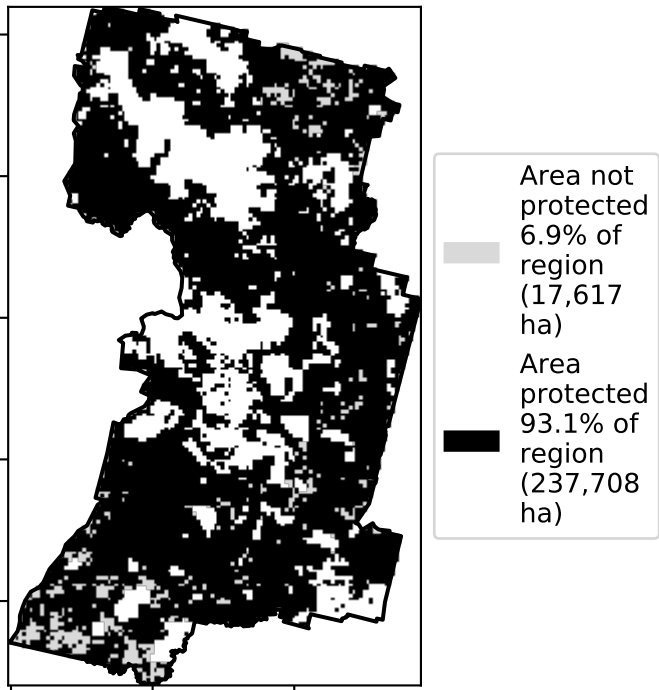 Area not
protected
6.9% of
region
(17,617
ha)
Area
protected
93.1% of
region
(237,708
ha)